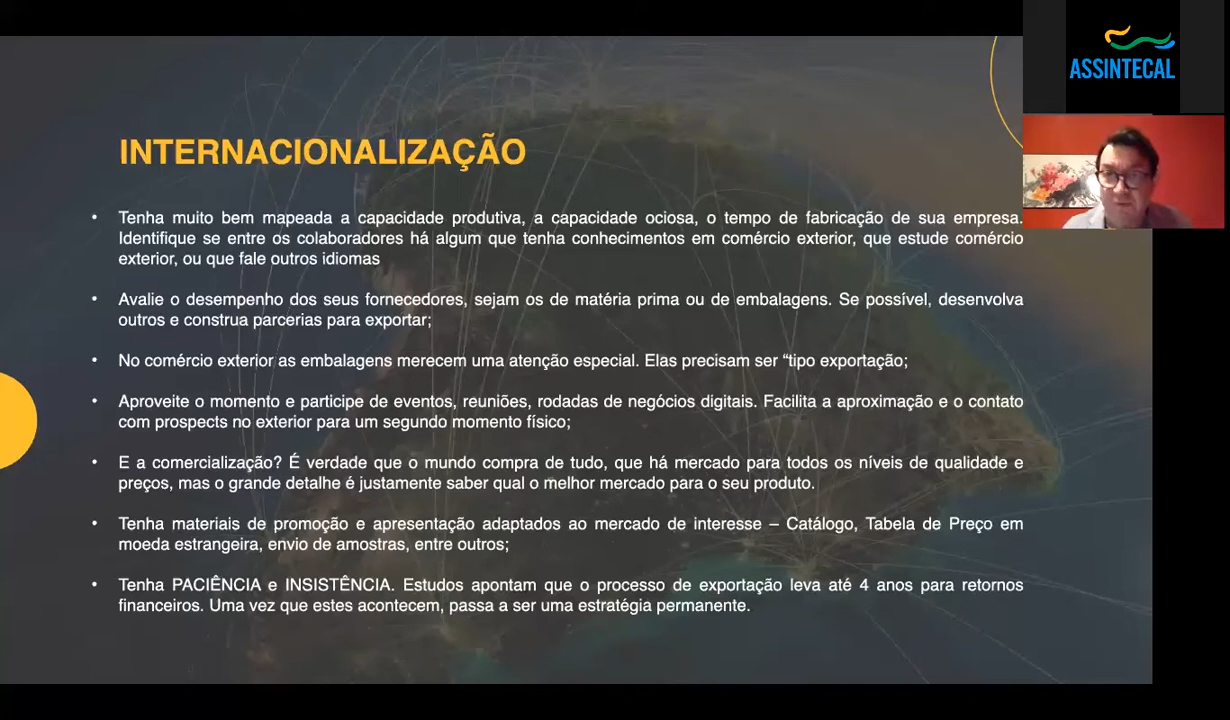 ASSINTECAL
INTERNACIONALIZAÇÃO
• Tenha muito bem mapeada a capacidade produtiva, a capacidade ociosa, o tempo de fabricação de sua empresa.
Identifique se entre os colaboradores há algum que tenha conhecimentos em comércio exterior, que estude comércio
exterior, ou que fale outros idiomas
• Avalie o desempenho dos seus fornecedores, sejam os de matéria prima ou de embalagens. Se possível, desenvolva
outros e construa parcerias para exportar;
• No comércio exterior as embalagens merecem uma atenção especial. Elas precisam ser “tipo exportação;
• Aproveite o momento e participe de eventos, reuniões, rodadas de negócios digitais. Facilita a aproximação e o contato
com prospects no exterior para um segundo momento físico;
• E a comercialização? É verdade que o mundo compra de tudo, que há mercado para todos os níveis de qualidade e
preços, mas o grande detalhe é justamente saber qual o melhor mercado para o seu produto.
• Tenha materiais de promoção e apresentação adaptados ao mercado de interesse – Catálogo, Tabela de Preço em
moeda estrangeira, envio de amostras, entre outros;
• Tenha PACIÊNCIA e INSISTÊNCIA. Estudos apontam que o processo de exportação leva até 4 anos para retornos
financeiros. Uma vez que estes acontecem, passa a ser uma estratégia permanente.